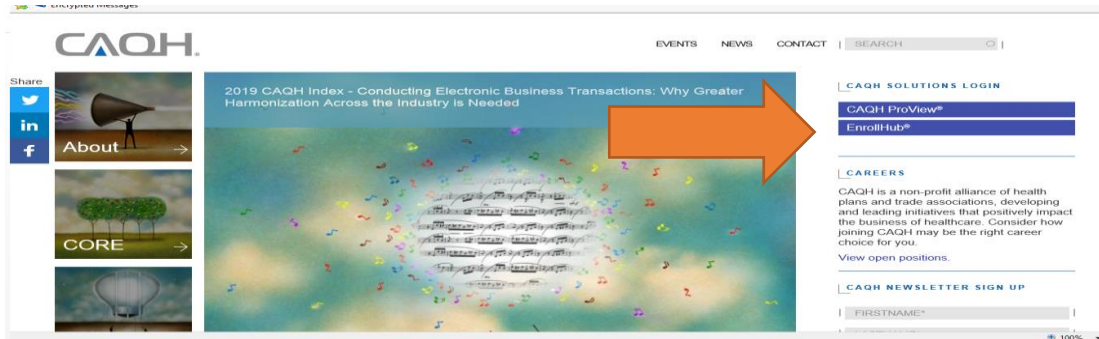 Encrypted Messages
CAQH.
EVENTS NEWS CONTACT | SEARCH |
Share
in
f
About →
CORE →
2019 CAQH Index - Conducting Electronic Business Transactions: Why Greater
Harmonization Across the Industry is Needed
CAQH SOLUTIONS LOGIN
CAQH ProView®
EnrollHub®
CAREERS
CAQH is a non-profit alliance of health
plans and trade associations, developing
and leading initiatives that positively impact
the business of healthcare. Consider how
joining CAQH may be the right career
choice for you.
View open positions.
CAQH NEWSLETTER SIGN UP
FIRSTNAME*
100%